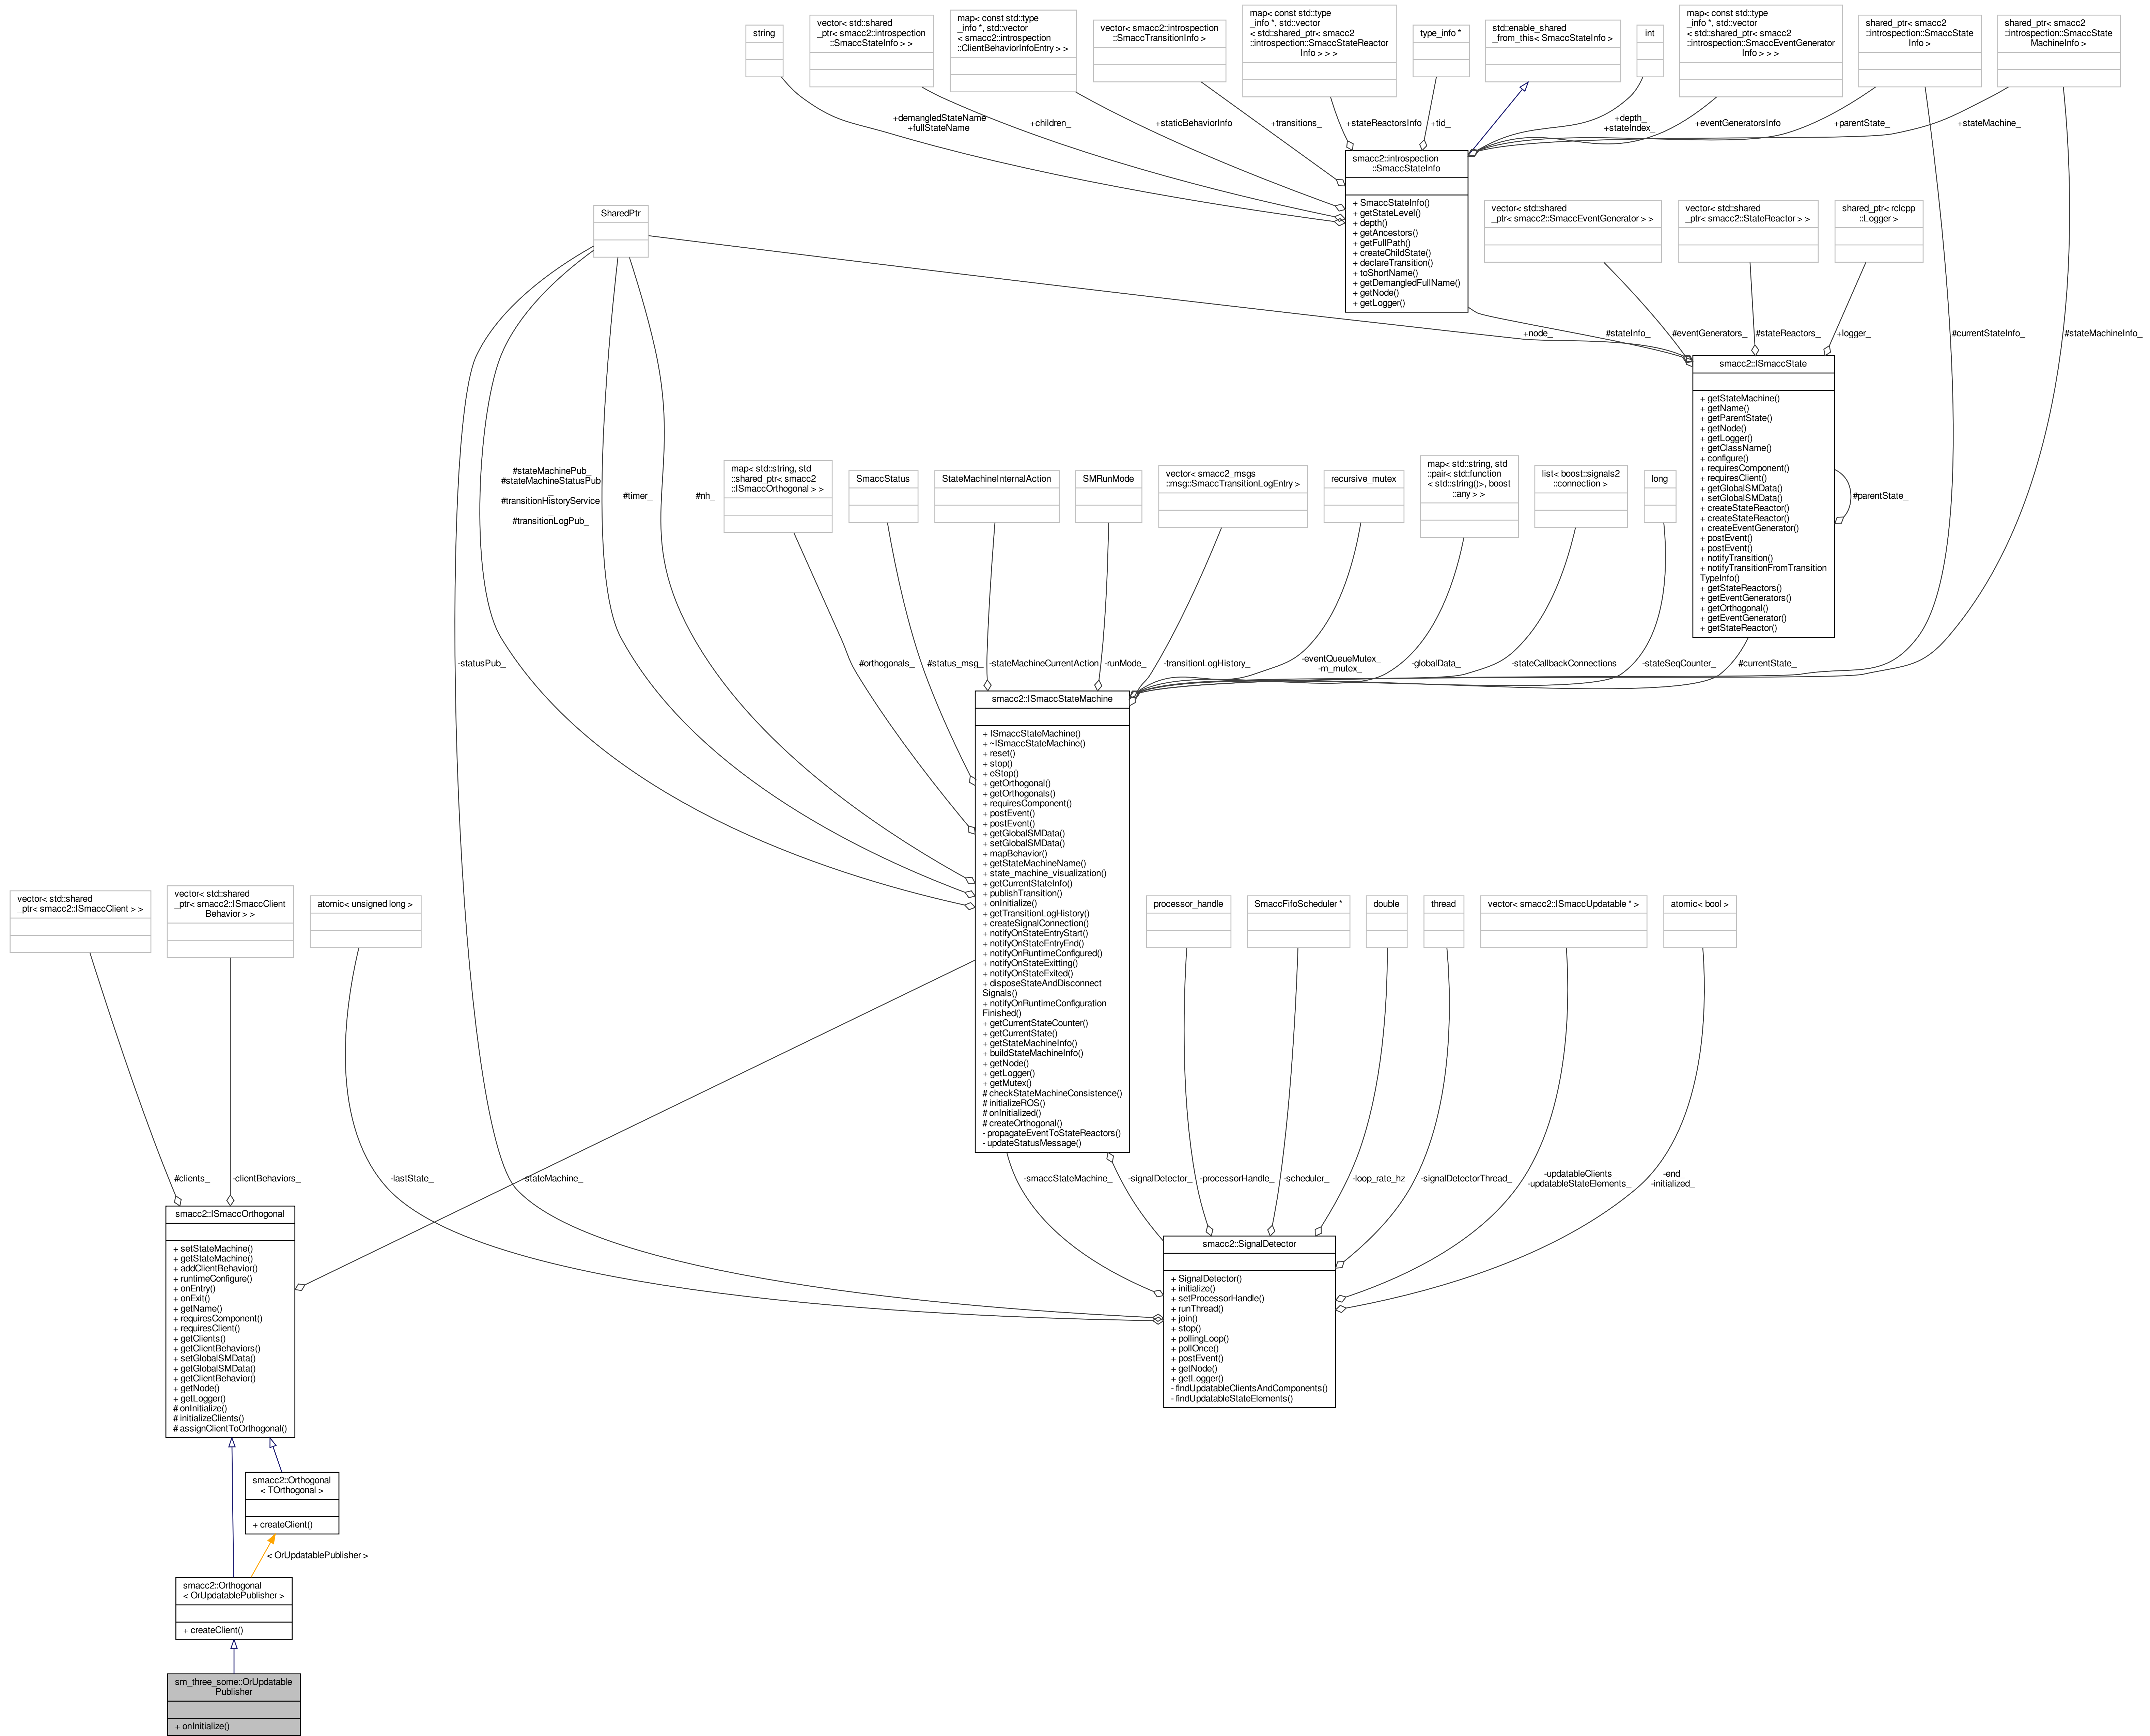 string
vector< std::shared
_ptr< smacc2::introspection
::SmaccStateInfo > >
map< const std::type
_info *, std::vector
< smacc2::introspection
::ClientBehaviorInfoEntry > >
vector< smacc2::introspection
::SmaccTransitionInfo >
map< const std::type
_info *, std::vector
< std::shared_ptr< smacc2
::introspection::SmaccStateReactor
Info > > >
type_info *
std::enable_shared
_from_this< SmaccStateInfo >
int
map< const std::type
_info *, std::vector
< std::shared_ptr< smacc2
::introspection::SmaccEventGenerator
Info > > >
shared_ptr< smacc2
::introspection::SmaccState
Info >
shared_ptr< smacc2
::introspection::SmaccState
MachineInfo >
+demangledStateName
+fullStateName
+children_
+staticBehaviorInfo
+transitions_
+stateReactorsInfo
+tid_
+depth_
+stateIndex_
+eventGeneratorsInfo
+parentState_
+stateMachine_
smacc2::introspection
::SmaccStateInfo
+ SmaccStateInfo()
+ getStateLevel()
+ depth()
+ getAncestors()
+ getFullPath()
+ createChildState()
+ declareTransition()
+ toShortName()
+ getDemangledFullName()
+ getNode()
+ getLogger()
SharedPtr
vector< std::shared
_ptr< smacc2::SmaccEventGenerator > >
vector< std::shared
_ptr< smacc2::StateReactor > >
shared_ptr< rclcpp
::Logger >
+node_
#stateInfo_
#eventGenerators_
#stateReactors_
+logger_
#currentStateInfo_
#stateMachineInfo_
smacc2::ISmaccState
+ getStateMachine()
+ getName()
+ getParentState()
+ getNode()
+ getLogger()
+ getClassName()
+ configure()
+ requiresComponent()
+ requiresClient()
+ getGlobalSMData()
+ setGlobalSMData()
+ createStateReactor()
+ createStateReactor()
+ createEventGenerator()
+ postEvent()
+ postEvent()
+ notifyTransition()
+ notifyTransitionFromTransition
TypeInfo()
+ getStateReactors()
+ getEventGenerators()
+ getOrthogonal()
+ getEventGenerator()
+ getStateReactor()
#parentState_
#stateMachinePub_
#stateMachineStatusPub
_
#transitionHistoryService
_
#transitionLogPub_
#timer_
#nh_
map< std::string, std
::shared_ptr< smacc2
::ISmaccOrthogonal > >
SmaccStatus
StateMachineInternalAction
SMRunMode
vector< smacc2_msgs
::msg::SmaccTransitionLogEntry >
recursive_mutex
map< std::string, std
::pair< std::function
< std::string()>, boost
::any > >
list< boost::signals2
::connection >
long
-statusPub_
#orthogonals_
#status_msg_
-stateMachineCurrentAction
-runMode_
-transitionLogHistory_
-eventQueueMutex_
-m_mutex_
-globalData_
-stateCallbackConnections
-stateSeqCounter_
#currentState_
smacc2::ISmaccStateMachine
+ ISmaccStateMachine()
+ ~ISmaccStateMachine()
+ reset()
+ stop()
+ eStop()
+ getOrthogonal()
+ getOrthogonals()
+ requiresComponent()
+ postEvent()
+ postEvent()
+ getGlobalSMData()
+ setGlobalSMData()
+ mapBehavior()
+ getStateMachineName()
+ state_machine_visualization()
+ getCurrentStateInfo()
+ publishTransition()
+ onInitialize()
+ getTransitionLogHistory()
+ createSignalConnection()
+ notifyOnStateEntryStart()
+ notifyOnStateEntryEnd()
+ notifyOnRuntimeConfigured()
+ notifyOnStateExitting()
+ notifyOnStateExited()
+ disposeStateAndDisconnect
Signals()
+ notifyOnRuntimeConfiguration
Finished()
+ getCurrentStateCounter()
+ getCurrentState()
+ getStateMachineInfo()
+ buildStateMachineInfo()
+ getNode()
+ getLogger()
+ getMutex()
# checkStateMachineConsistence()
# initializeROS()
# onInitialized()
# createOrthogonal()
- propagateEventToStateReactors()
- updateStatusMessage()
vector< std::shared
_ptr< smacc2::ISmaccClient > >
vector< std::shared
_ptr< smacc2::ISmaccClient
Behavior > >
atomic< unsigned long >
processor_handle
SmaccFifoScheduler *
double
thread
vector< smacc2::ISmaccUpdatable * >
atomic< bool >
#clients_
-clientBehaviors_
-lastState_
-stateMachine_
-smaccStateMachine_
-signalDetector_
-processorHandle_
-scheduler_
-loop_rate_hz
-signalDetectorThread_
-updatableClients_
-updatableStateElements_
-end_
-initialized_
smacc2::ISmaccOrthogonal
+ setStateMachine()
+ getStateMachine()
+ addClientBehavior()
+ runtimeConfigure()
+ onEntry()
+ onExit()
+ getName()
+ requiresComponent()
+ requiresClient()
+ getClients()
+ getClientBehaviors()
+ setGlobalSMData()
+ getGlobalSMData()
+ getClientBehavior()
+ getNode()
+ getLogger()
# onInitialize()
# initializeClients()
# assignClientToOrthogonal()
smacc2::SignalDetector
+ SignalDetector()
+ initialize()
+ setProcessorHandle()
+ runThread()
+ join()
+ stop()
+ pollingLoop()
+ pollOnce()
+ postEvent()
+ getNode()
+ getLogger()
- findUpdatableClientsAndComponents()
- findUpdatableStateElements()
smacc2::Orthogonal
< TOrthogonal >
+ createClient()
< OrUpdatablePublisher >
smacc2::Orthogonal
< OrUpdatablePublisher >
+ createClient()
sm_three_some::OrUpdatable
Publisher
+ onInitialize()